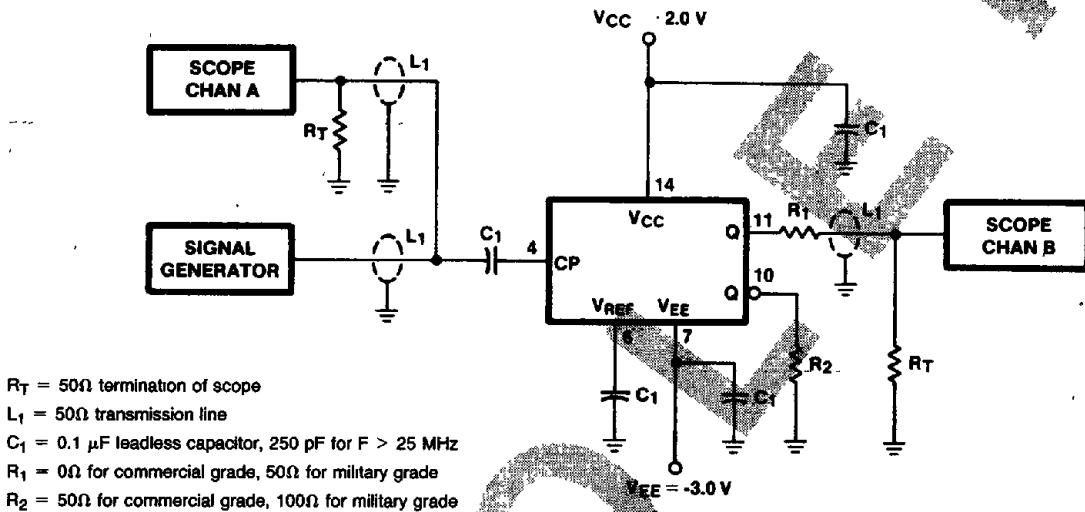 VCC 2.0 V
SCOPE
CHAN A
L1
RT
C1
14
VCC
SIGNAL
GENERATOR
L1
C1
4
CP
Q
11
R1
L1
SCOPE
CHAN B
Q
10
VREF
VEE
6
7
R2
RT
C1
C1
VEE = -3.0 V
RT = 50Ω termination of scope
L1 = 50Ω transmission line
C1 = 0.1 μF leadless capacitor, 250 pF for F > 25 MHz
R1 = 0Ω for commercial grade, 50Ω for military grade
R2 = 50Ω for commercial grade, 100Ω for military grade